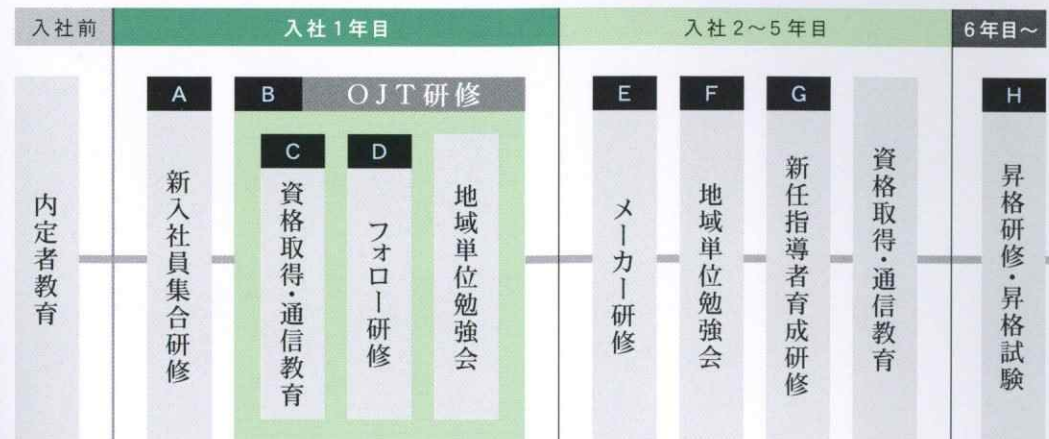 入社前
入社1年目
入社2〜5年目
6年目〜
内定者教育
A
新入社員集合研修
B
OJT研修
C
資格取得・通信教育
D
フォロー研修
地域単位勉強会
E
メーカー研修
F
地域単位勉強会
G
新任指導者育成研修
資格取得・通信教育
H
昇格研修・昇格試験